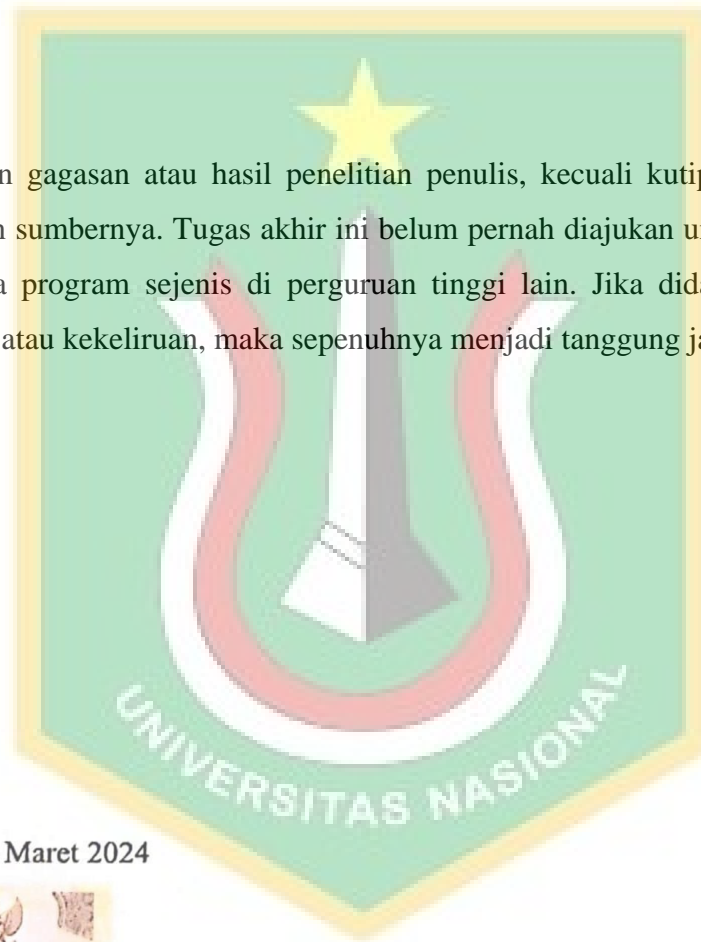 n gagasan atau hasil penelitian penulis, kecuali kutip
n sumbernya. Tugas akhir ini belum pernah diajukan u
a program sejenis di perguruan tinggi lain. Jika dida
atau kekeliruan, maka sepenuhnya menjadi tanggung ja
UNIVERSITAS NASIONAL
Maret 2024